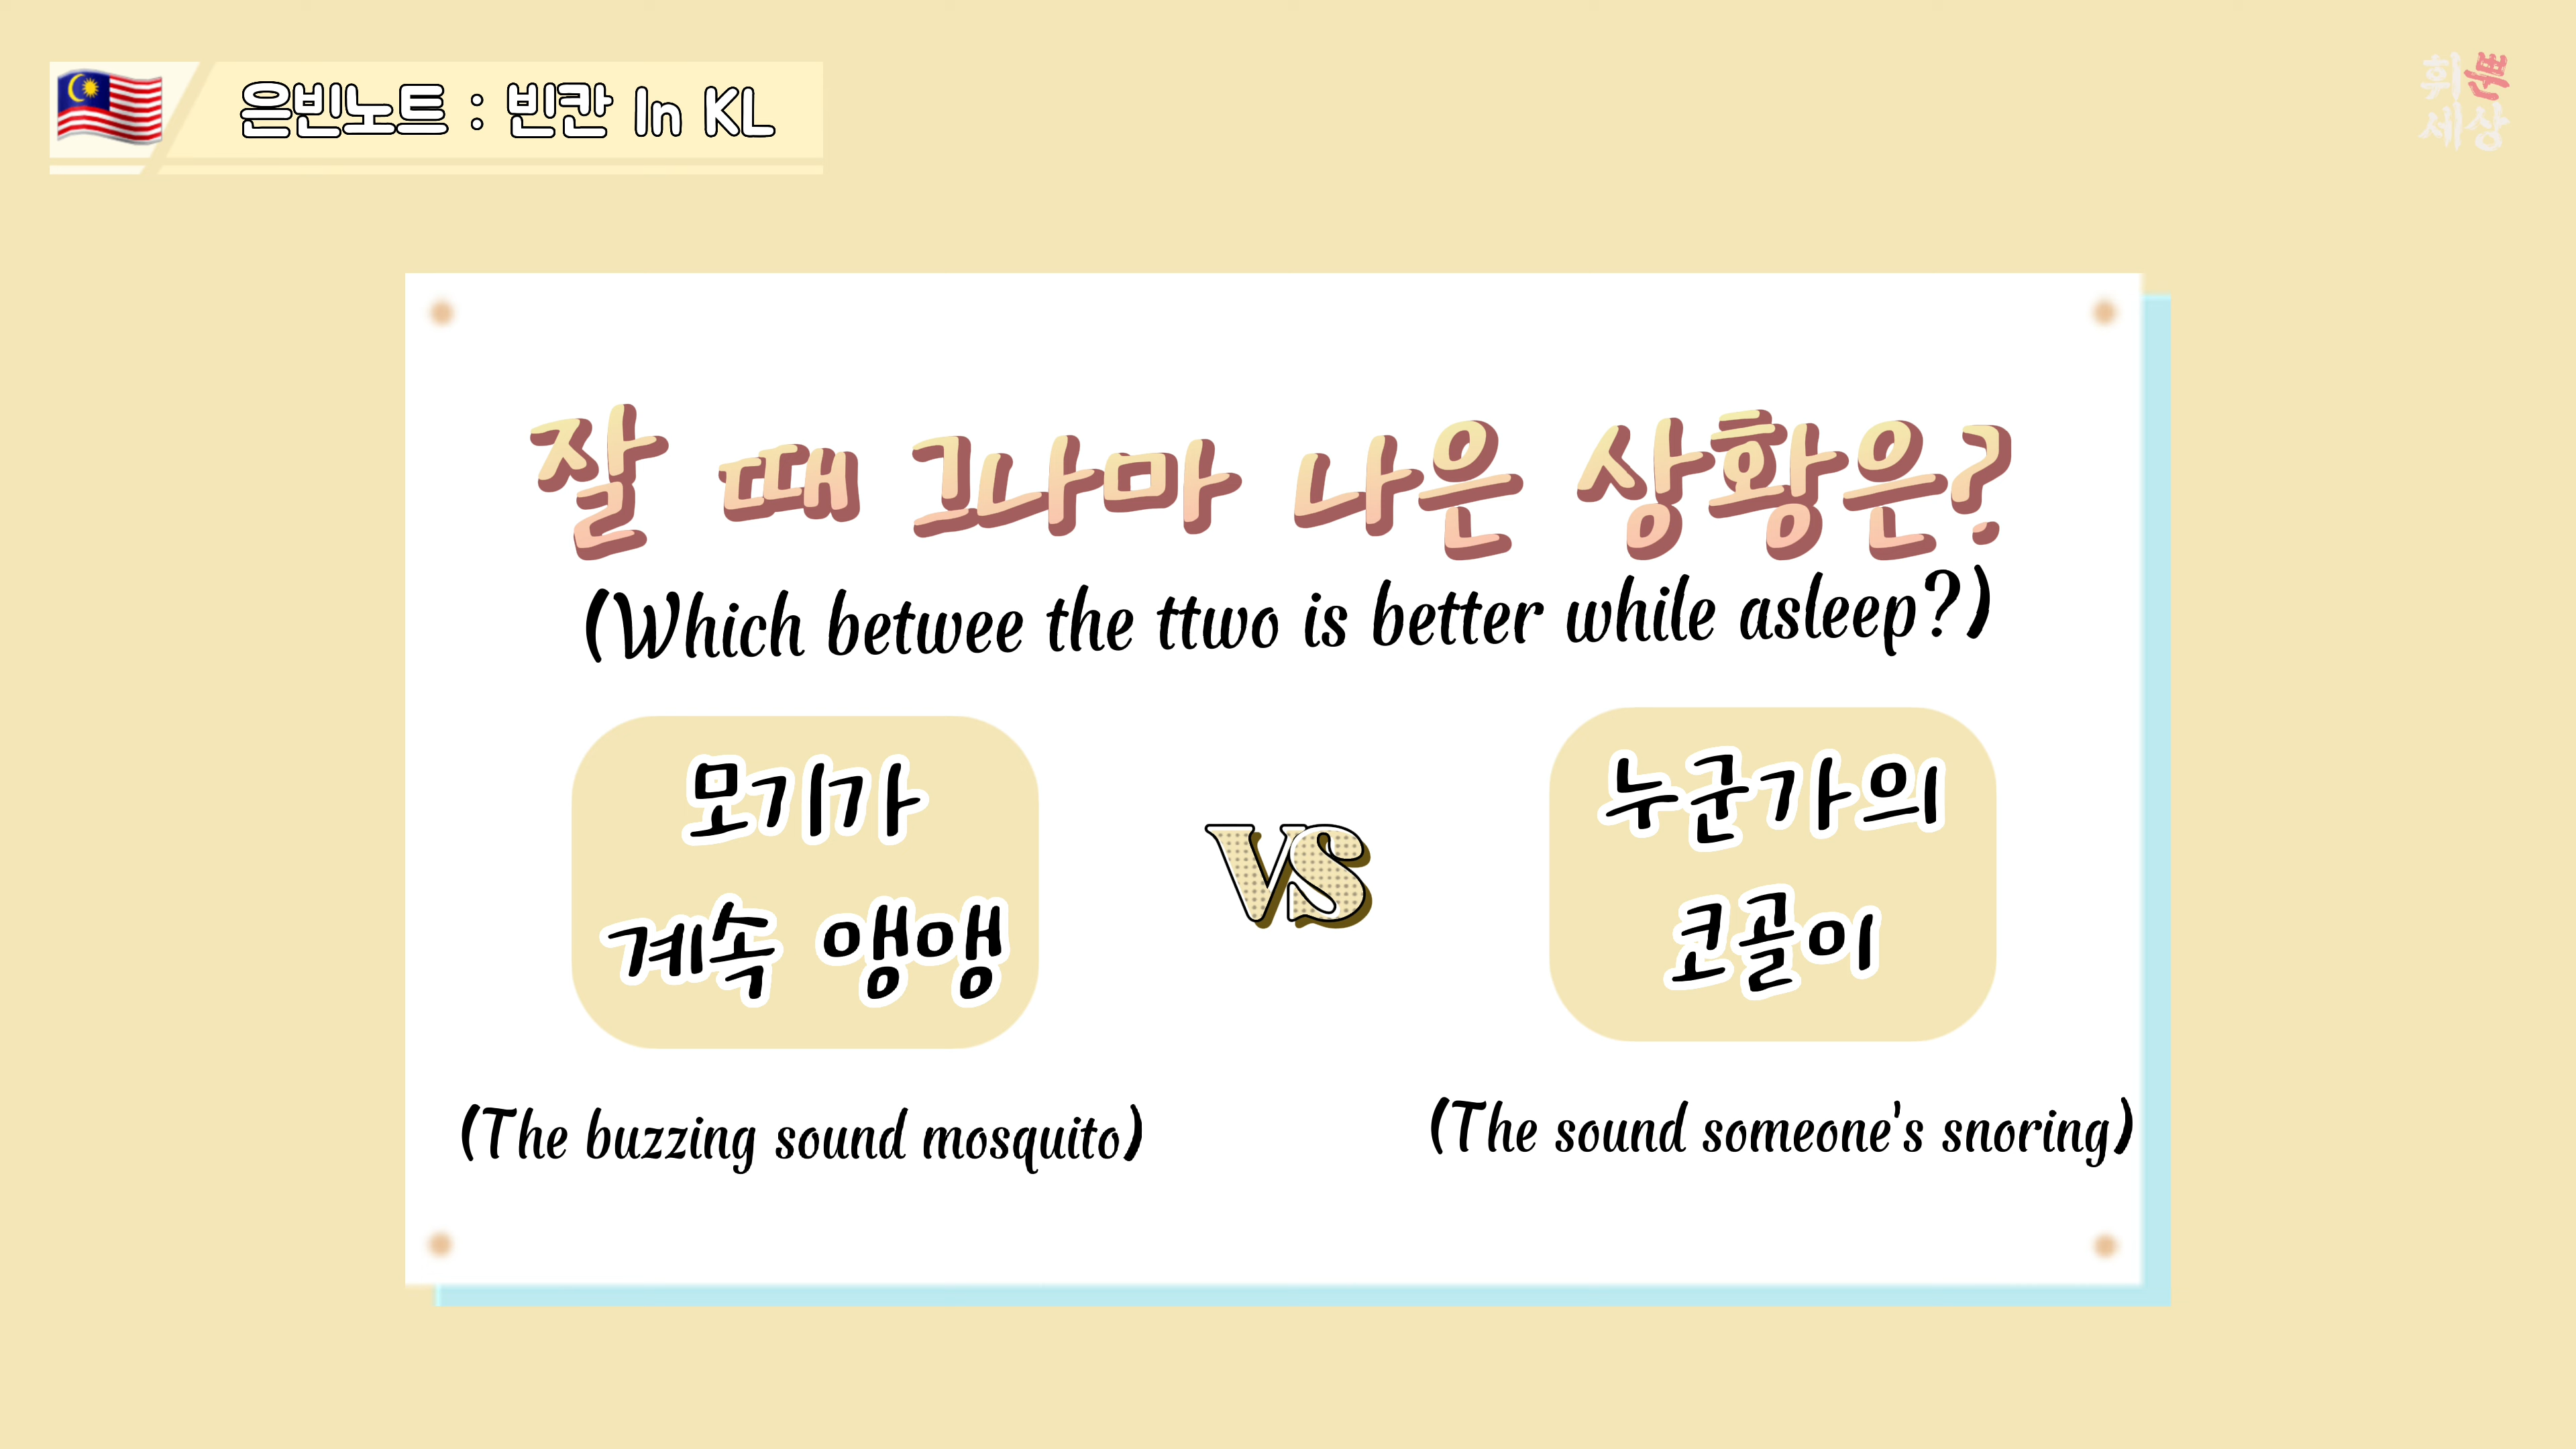 은빈노트 : 빈칸 In KL
휘뿐
세상
잘 때 그나마 나은 상황은?
(Which betwee the ttwo is better while asleep?)
모기가
계속 앵앵
VS
누군가의
코골이
(The buzzing sound mosquito)
(The sound someone's snoring)